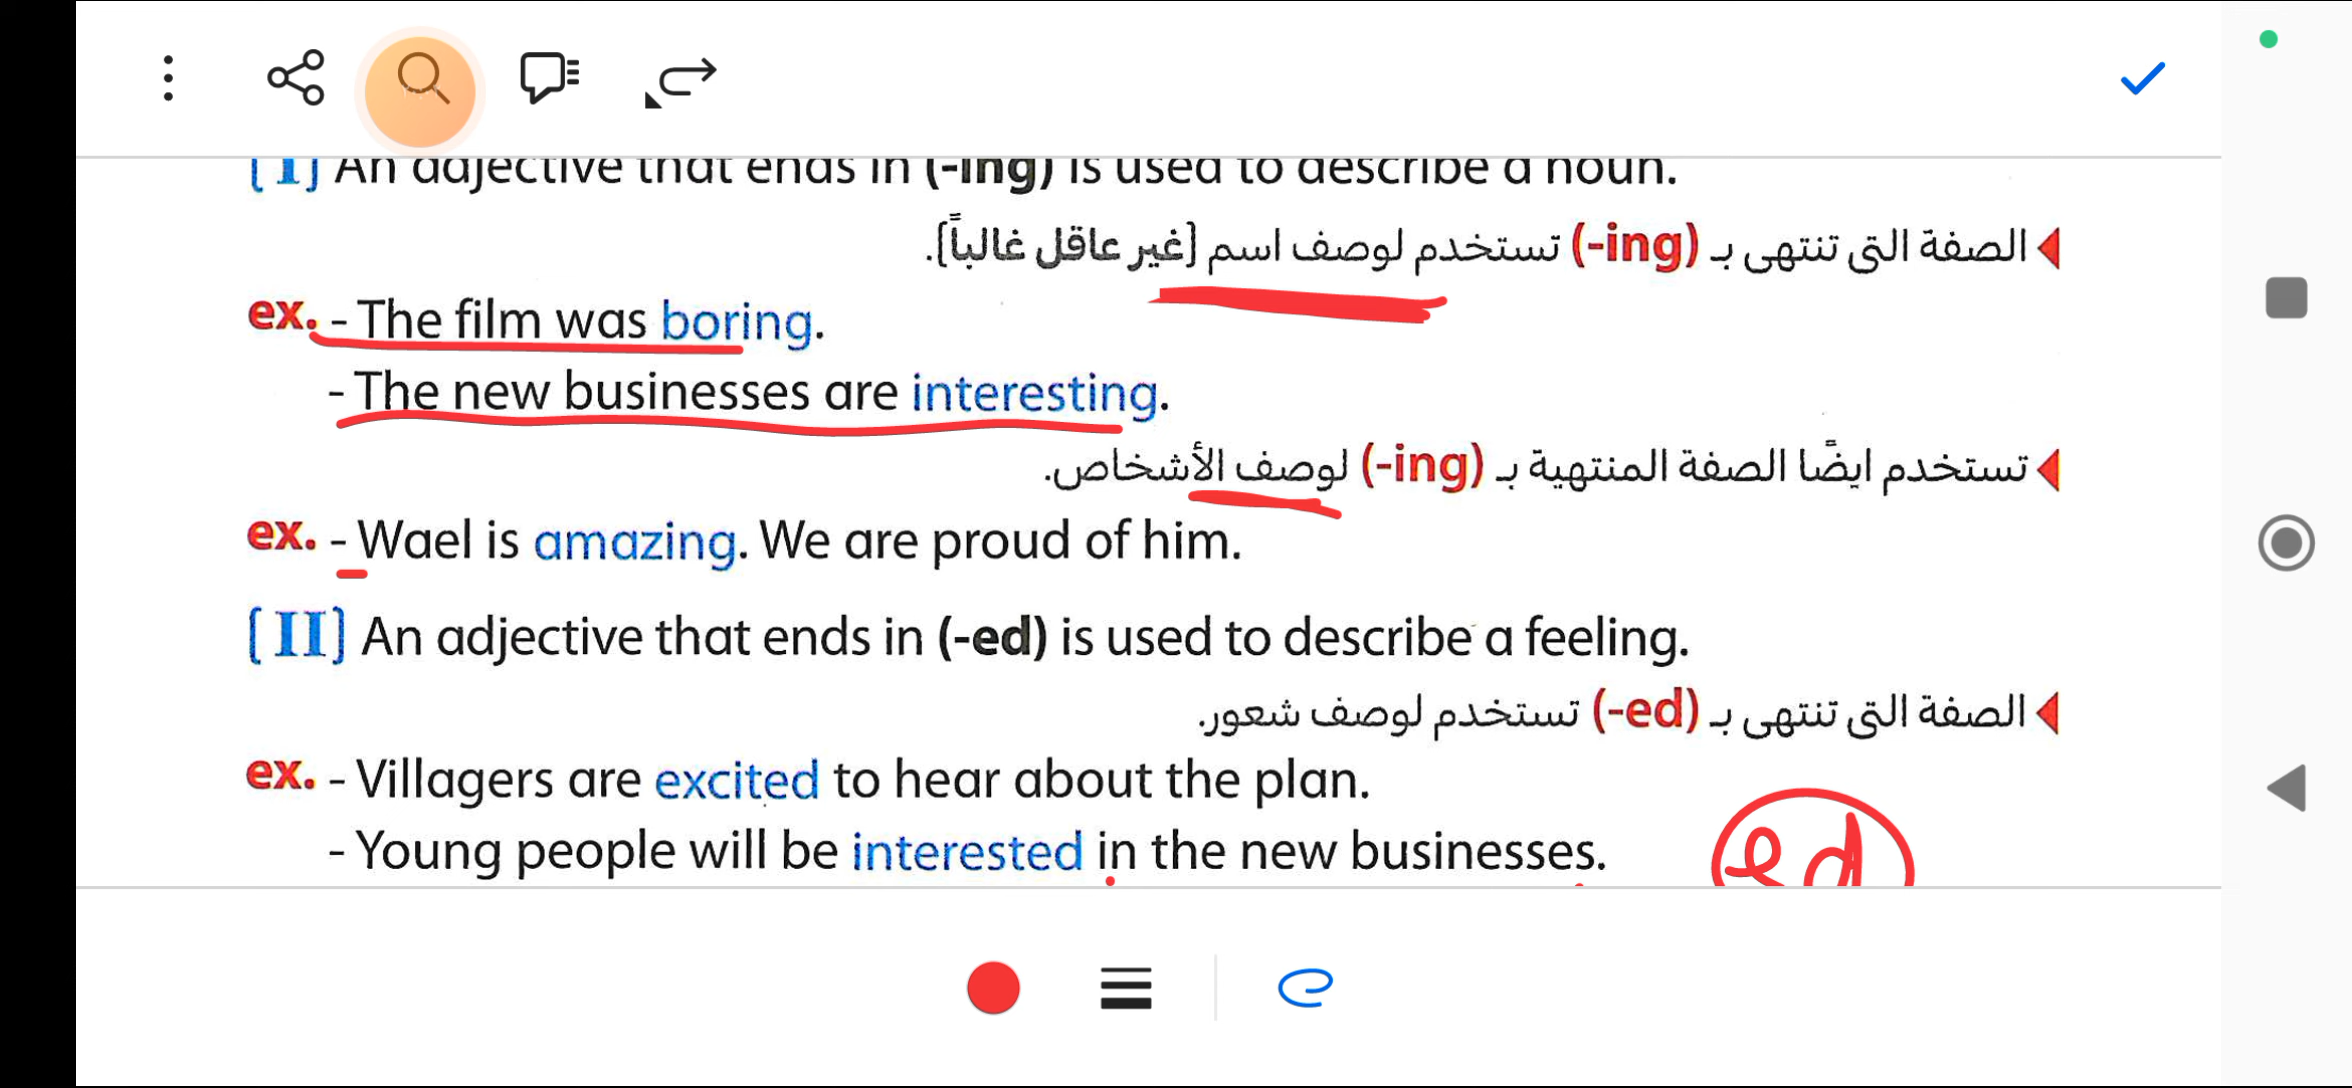 [I] An adjective that ends in (-ing) is used to describe a noun.
الصفة التى تنتهى بـ (-ing) تستخدم لوصف اسم [غير عاقل غالباً].
ex. - The film was boring.
- The new businesses are interesting.
تستخدم ايضًا الصفة المنتهية بـ (-ing) لوصف الأشخاص.
ex. - Wael is amazing. We are proud of him.
[II] An adjective that ends in (-ed) is used to describe a feeling.
الصفة التى تنتهى بـ (-ed) تستخدم لوصف شعور.
ex. - Villagers are excited to hear about the plan.
- Young people will be interested in the new businesses.
ed